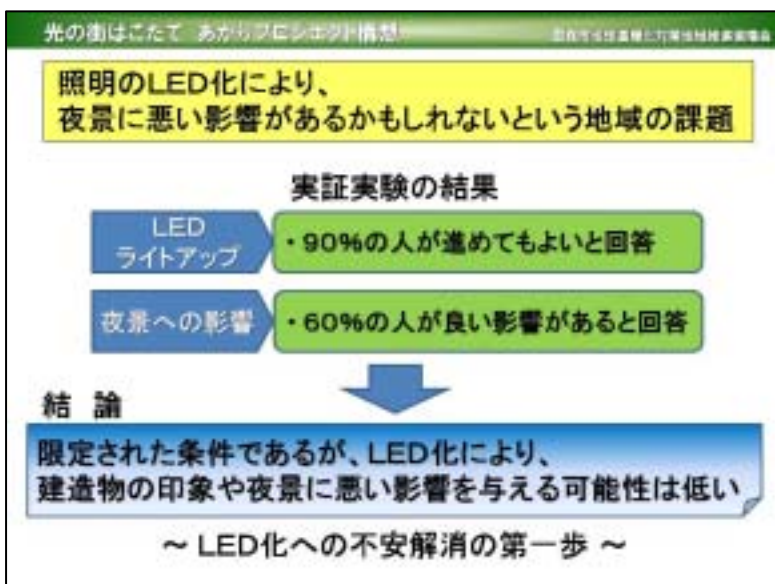 光の街はこたて あかりプロジェクト構想
照明のLED化により、
夜景に悪い影響があるかもしれないという地域の課題
実証実験の結果
LED
ライトアップ
・90%の人が進めてもよいと回答
夜景への影響
・60%の人が良い影響があると回答
結 論
限定された条件であるが、LED化により、
建造物の印象や夜景に悪い影響を与える可能性は低い
~ LED化への不安解消の第一歩 ~